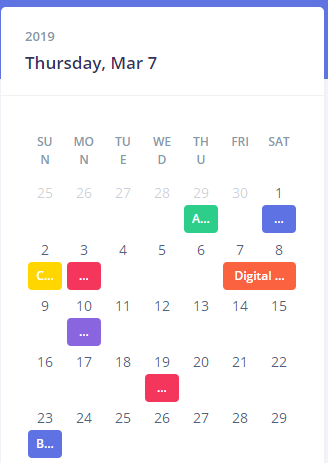 2019
Thursday, Mar 7
SU MO TU WE TH FRI SAT
N N E D U
25 26 27 28 29 30 1
A... ...
2 3 4 5 6 7 8
C... ... Digital ...
9 10 11 12 13 14 15
...
16 17 18 19 20 21 22
...
23 24 25 26 27 28 29
B...